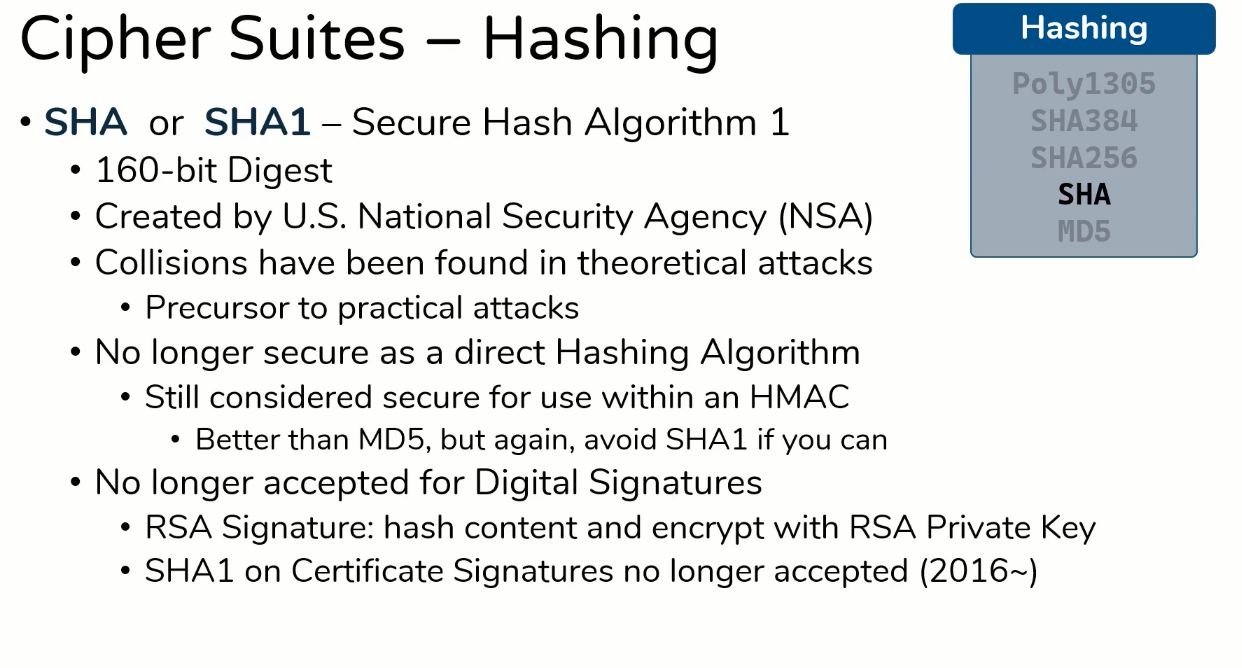 Cipher Suites – Hashing
• SHA or SHA1 – Secure Hash Algorithm 1
• 160-bit Digest
• Created by U.S. National Security Agency (NSA)
• Collisions have been found in theoretical attacks
• Precursor to practical attacks
• No longer secure as a direct Hashing Algorithm
• Still considered secure for use within an HMAC
• Better than MD5, but again, avoid SHA1 if you can
• No longer accepted for Digital Signatures
• RSA Signature: hash content and encrypt with RSA Private Key
• SHA1 on Certificate Signatures no longer accepted (2016~)
Hashing
Poly1305
SHA384
SHA256
SHA
MD5